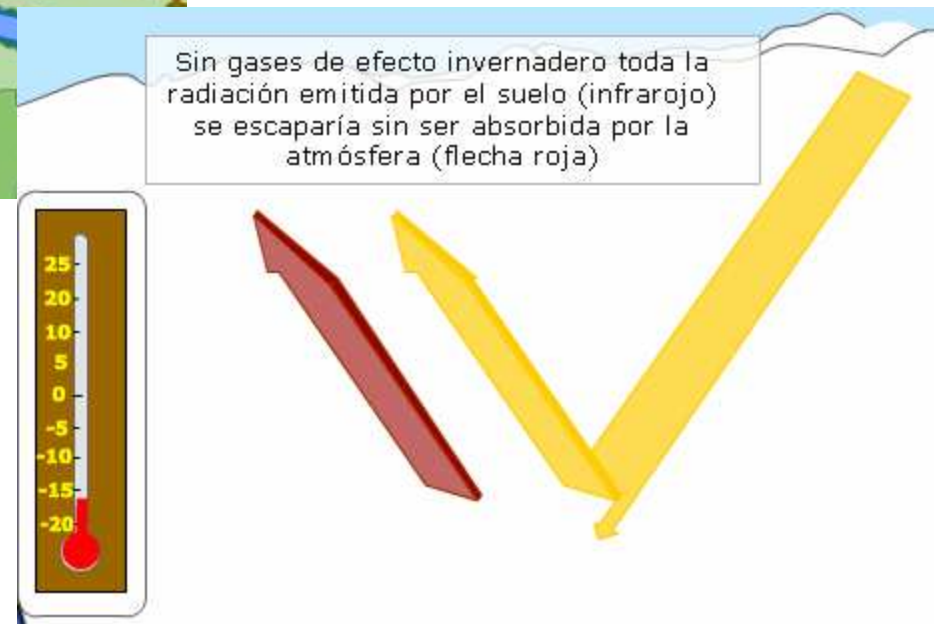 Sin gases de efecto invernadero toda la
radiación emitida por el suelo (infrarojo)
se escaparía sin ser absorbida por la
atmósfera (flecha roja)
25
20
10
5
0
-5
-10
-15
-20